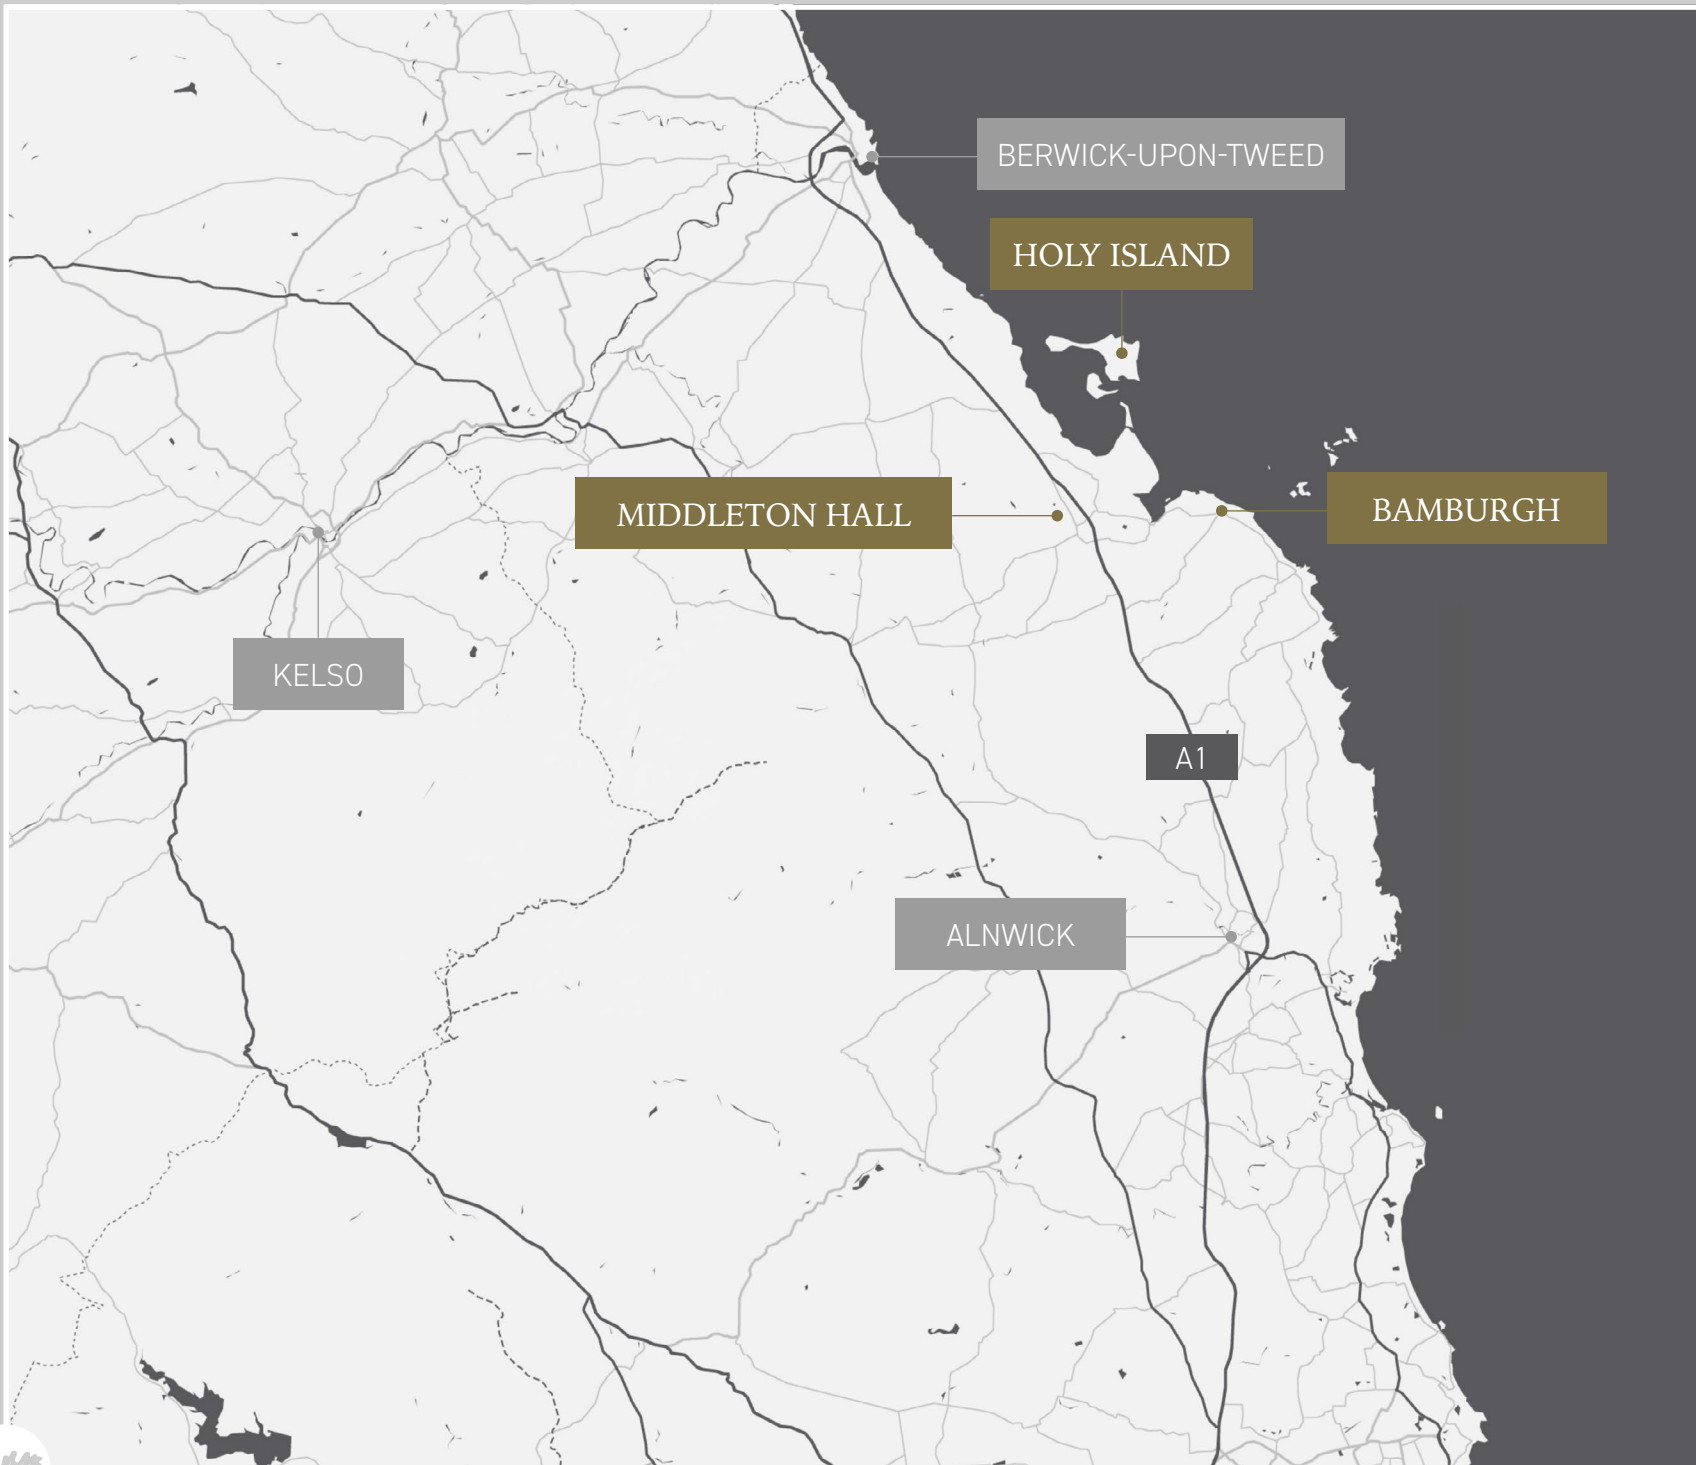 BERWICK-UPON-TWEED
HOLY ISLAND
MIDDLETON HALL
BAMBURGH
KELSO
A1
ALNWICK